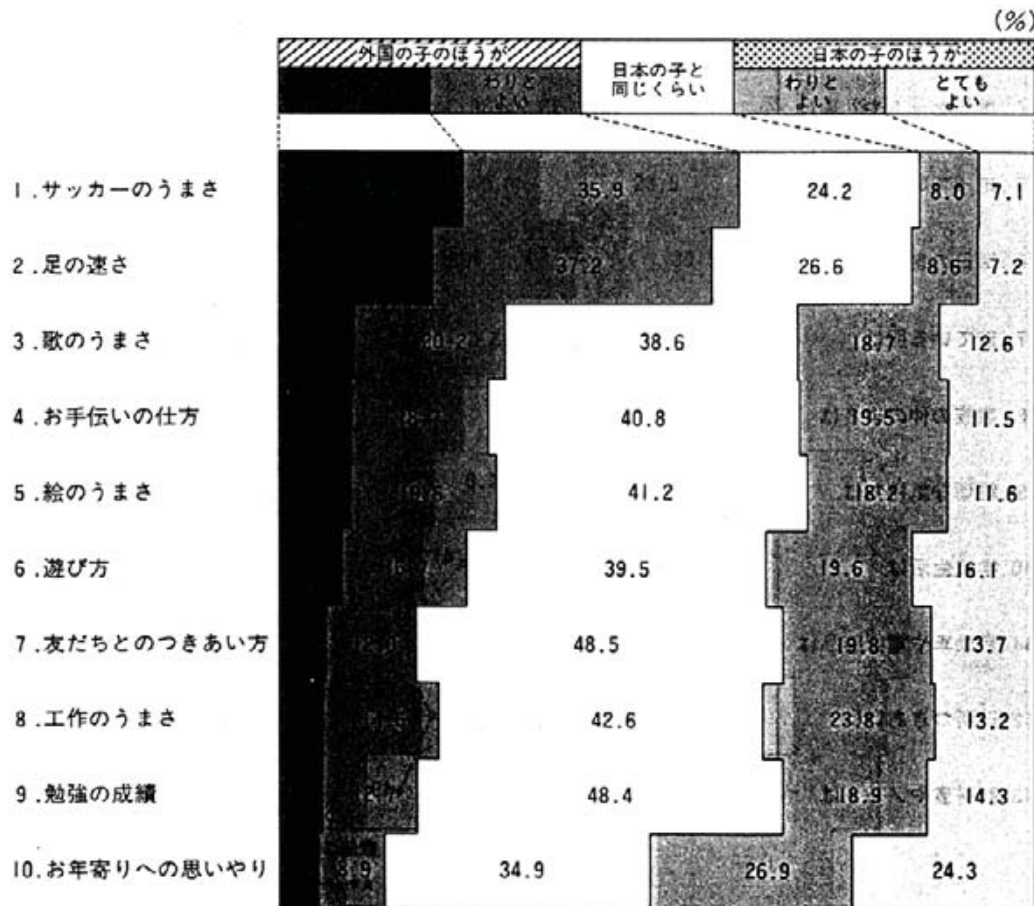 (%)
外国の子のほうが
日本の子と
同じくらい
日本の子のほうが
わりと
よい
わりと
よい
とても
よい
1.サッカーのうまさ 35.9 24.2 8.0 7.1
2.足の速さ 37.2 26.6 8.6 7.2
3.歌のうまさ 20.2 38.6 18.7 12.6
4.お手伝いの仕方 40.8 19.5 11.5
5.絵のうまさ 41.2 18.2 11.6
6.遊び方 39.5 19.6 16.1
7.友だちとのつきあい方 48.5 19.8 13.7
8.工作のうまさ 42.6 23.8 13.2
9.勉強の成績 48.4 18.9 14.3
10.お年寄りへの思いやり 8.9 34.9 26.9 24.3